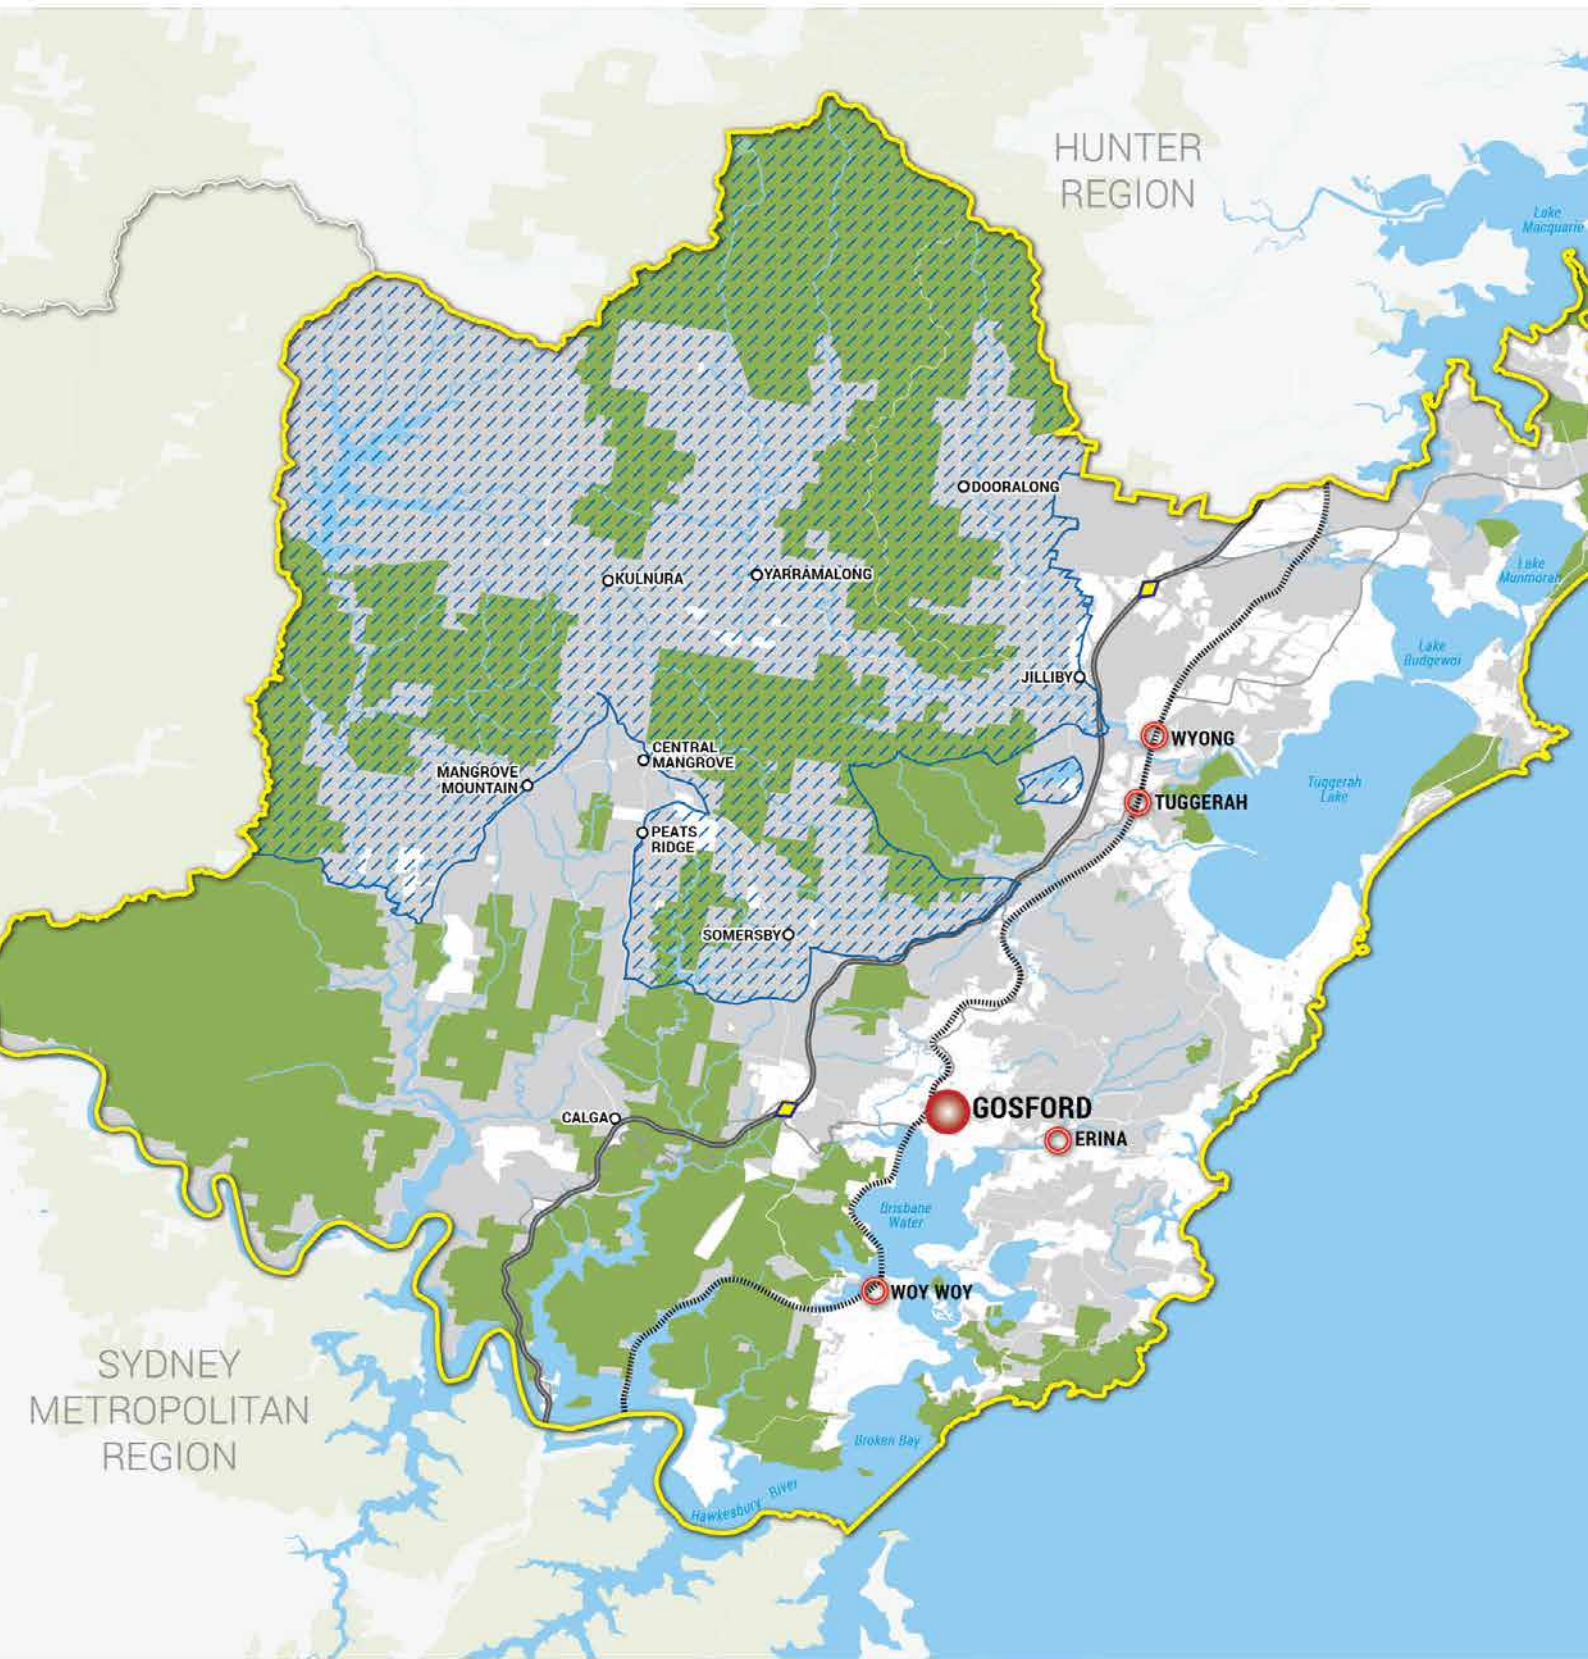 HUNTER
REGION
Lake
Macquarie
DOORALONG
KULNURA
YARRAMALONG
Lake
Munmorah
Lake
Budgewoi
JILLIBY
WYONG
CENTRAL
MANGROVE
MANGROVE
MOUNTAIN
Tuggerah
Lake
TUGGERAH
PEATS
RIDGE
SOMERSBY
GOSFORD
CALGA
ERINA
Brisbane
Water
WOY WOY
SYDNEY
METROPOLITAN
REGION
Broken Bay
Hawkesbury River